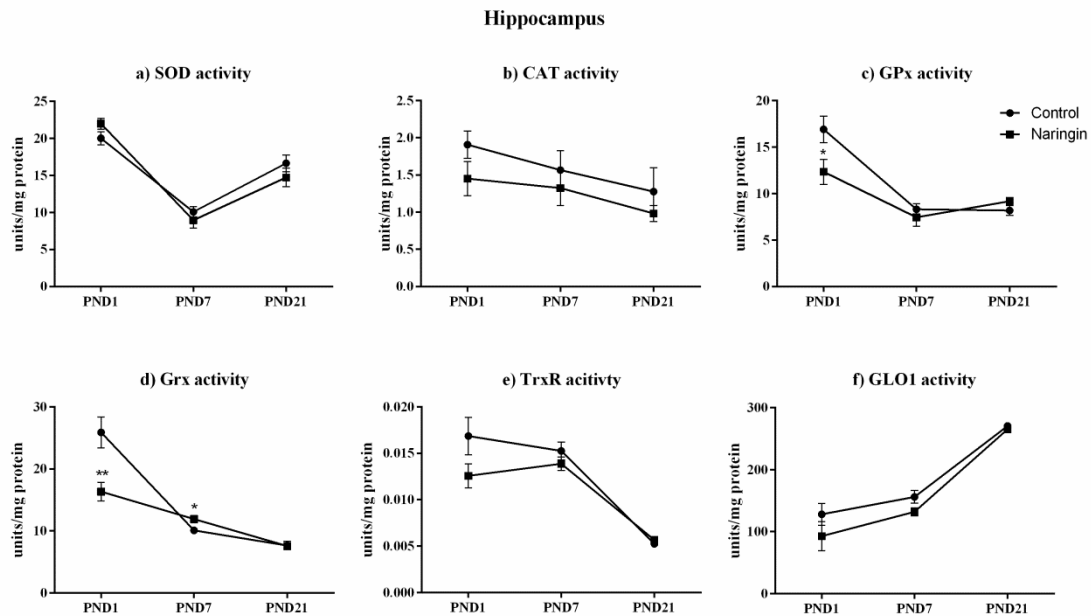 Hippocampus
a) SOD activity
units/mg protein
25
20
15
10
5
0
PND1 PND7 PND21
b) CAT activity
units/mg protein
2.5
2.0
1.5
1.0
0.5
0.0
PND1 PND7 PND21
c) GPx activity
units/mg protein
20
15
10
5
0
*
PND1 PND7 PND21
Control
Naringin
d) Grx activity
units/mg protein
30
20
10
0
**
*
PND1 PND7 PND21
e) TrxR acitivty
units/mg protein
0.020
0.015
0.010
0.005
0.000
PND1 PND7 PND21
f) GLO1 activity
units/mg protein
300
200
100
0
PND1 PND7 PND21